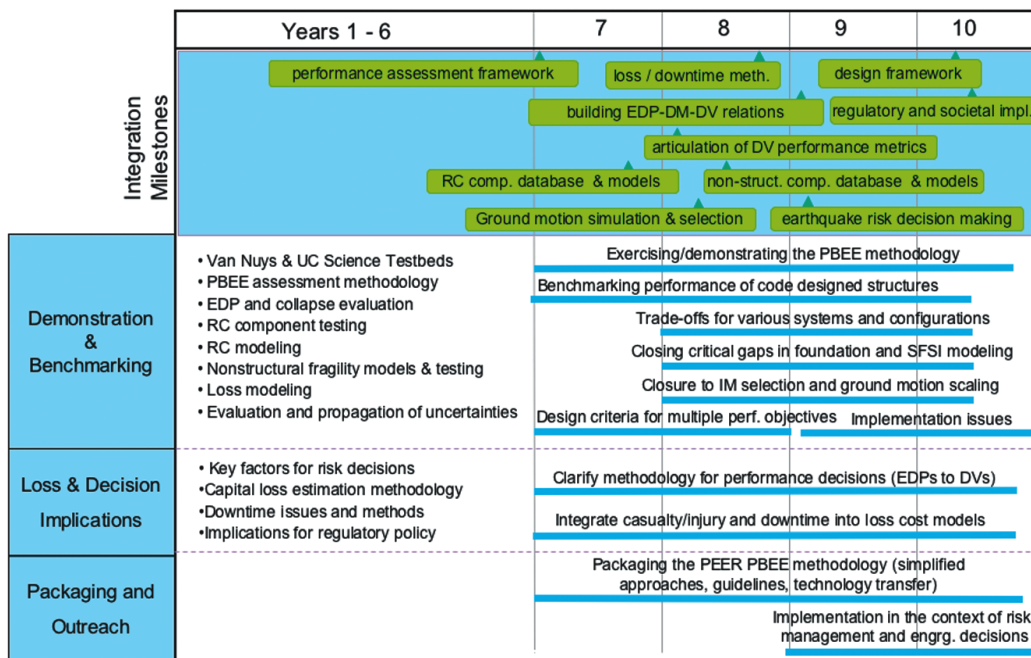 Years 1 - 6 7 8 9 10
Integration
Milestones
performance assessment framework
loss / downtime meth.
design framework
building EDP-DM-DV relations
regulatory and societal impl.
articulation of DV performance metrics
RC comp. database & models
non-struct. comp. database & models
Ground motion simulation & selection
earthquake risk decision making
Demonstration
&
Benchmarking
• Van Nuys & UC Science Testbeds
• PBEE assessment methodology
• EDP and collapse evaluation
• RC component testing
• RC modeling
• Nonstructural fragility models & testing
• Loss modeling
• Evaluation and propagation of uncertainties
Exercising/demonstrating the PBEE methodology
Benchmarking performance of code designed structures
Trade-offs for various systems and configurations
Closing critical gaps in foundation and SFSI modeling
Closure to IM selection and ground motion scaling
Design criteria for multiple perf. objectives
Implementation issues
Loss & Decision
Implications
• Key factors for risk decisions
•Capital loss estimation methodology
•Downtime issues and methods
•Implications for regulatory policy
Clarify methodology for performance decisions (EDPs to DVs)
Integrate casualty/injury and downtime into loss cost models
Packaging and
Outreach
Packaging the PEER PBEE methodology (simplified
approaches, guidelines, technology transfer)
Implementation in the context of risk
management and engrg. decisions